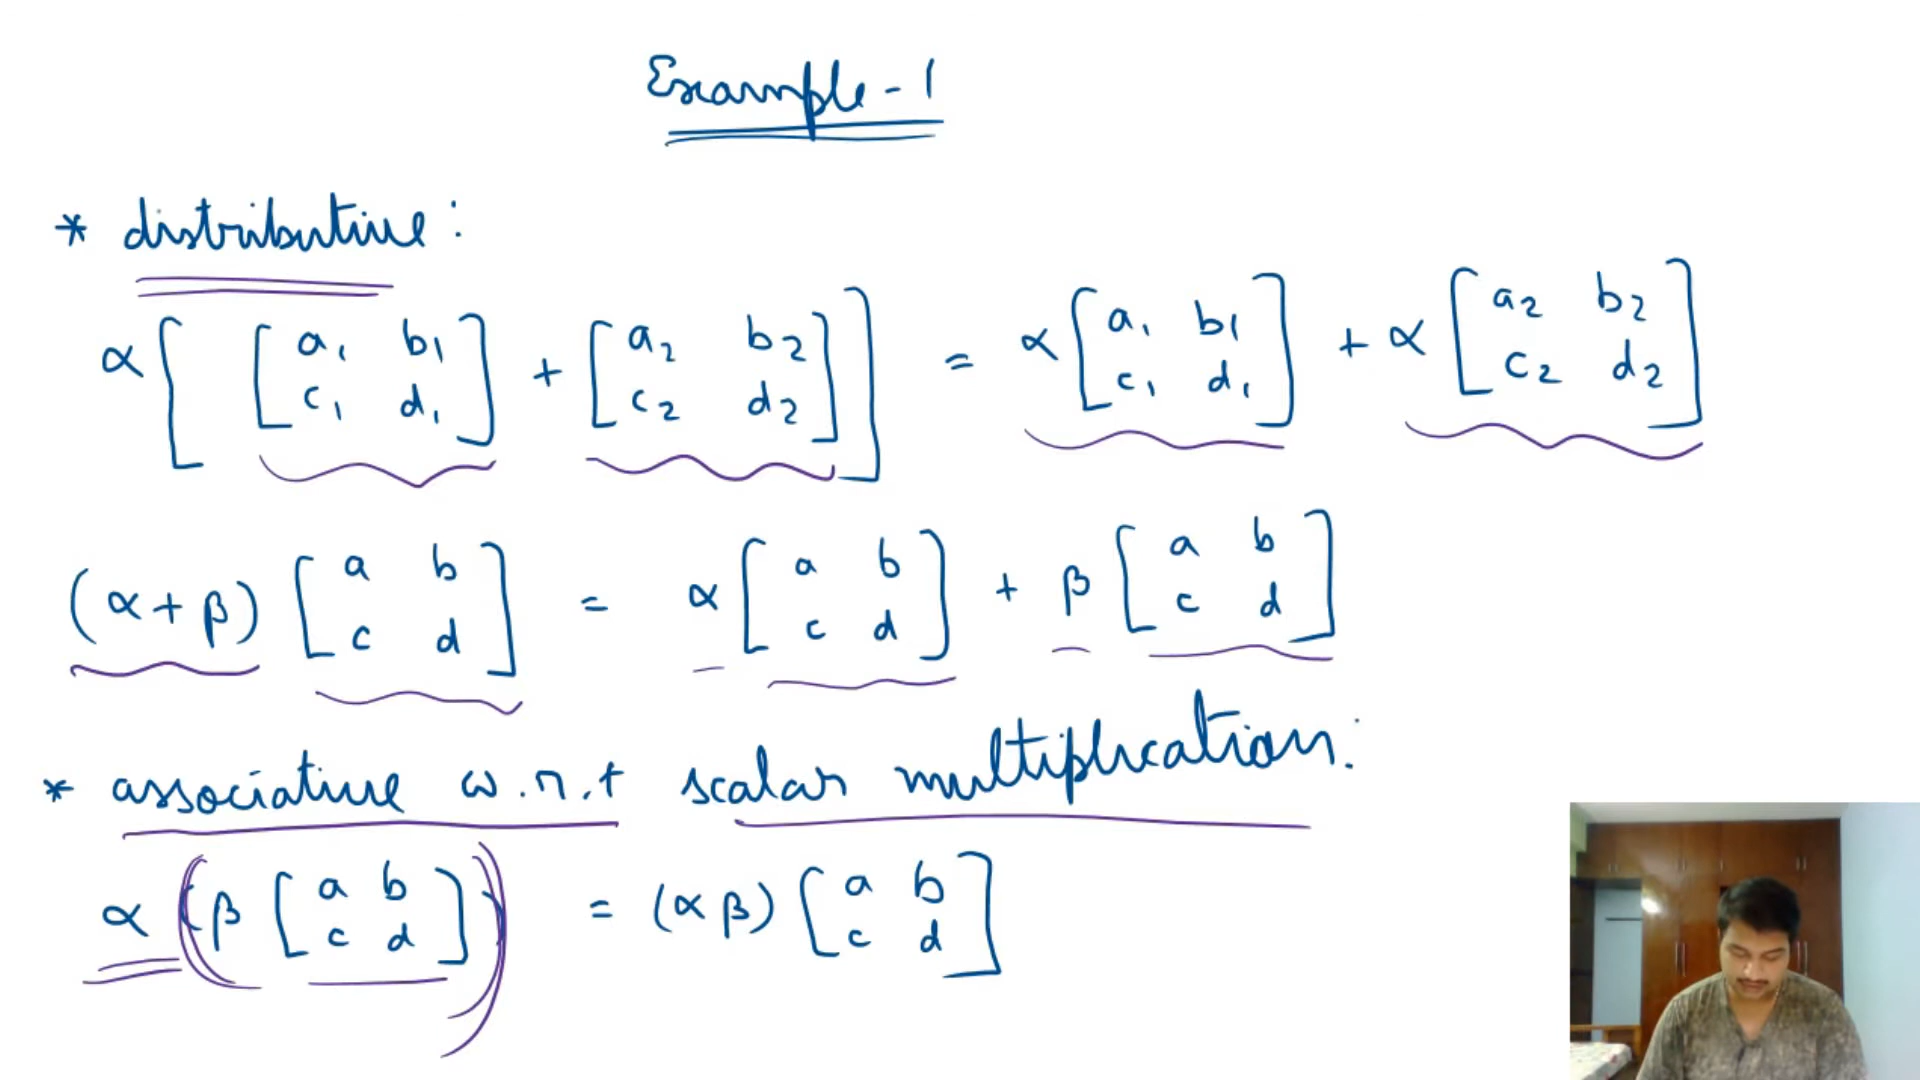 Example - 1
* distributive :
α [ [ a₁ b₁ ; c₁ d₁ ] + [ a₂ b₂ ; c₂ d₂ ] ] = α [ a₁ b₁ ; c₁ d₁ ] + α [ a₂ b₂ ; c₂ d₂ ]
(α + β) [ a b ; c d ] = α [ a b ; c d ] + β [ a b ; c d ]
* associative w.r.t scalar multiplication :
α ( β [ a b ; c d ] ) = (α β) [ a b ; c d ]